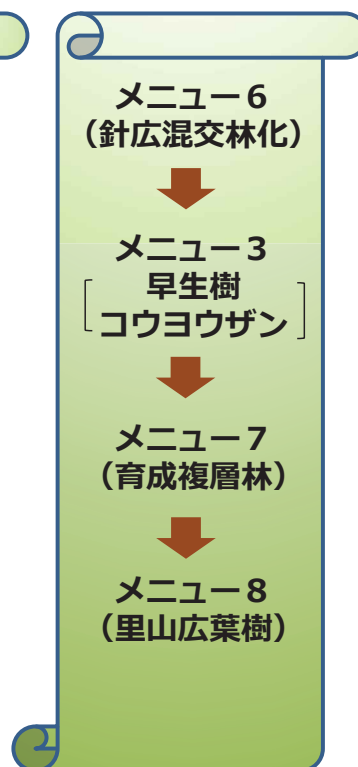 メニュー６
（針広混交林化）
メニュー３
早生樹
コウヨウザン
メニュー７
（育成複層林）
メニュー８
（里山広葉樹）